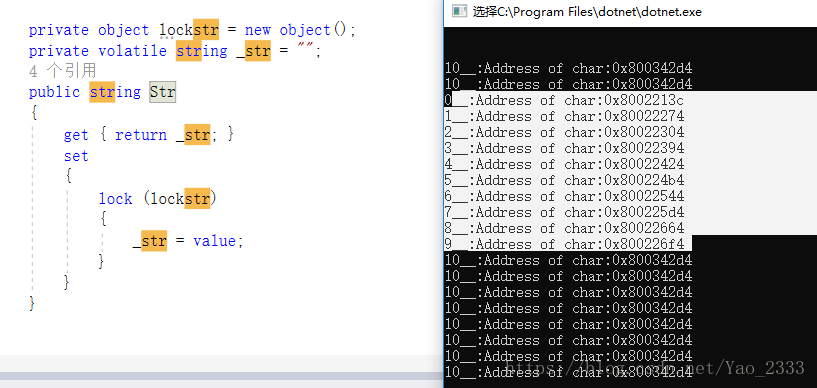 private object lockstr = new object();
private volatile string _str = "";
4 个引用
public string Str
{
get { return _str; }
set
{
lock (lockstr)
{
_str = value;
}
}
}
选择C:\Program Files\dotnet\dotnet.exe
10__:Address of char:0x800342d4
10__:Address of char:0x800342d4
0__:Address of char:0x8002213c
1__:Address of char:0x80022274
2__:Address of char:0x80022304
3__:Address of char:0x80022394
4__:Address of char:0x80022424
5__:Address of char:0x800224b4
6__:Address of char:0x80022544
7__:Address of char:0x800225d4
8__:Address of char:0x80022664
9__:Address of char:0x800226f4
10__:Address of char:0x800342d4
10__:Address of char:0x800342d4
10__:Address of char:0x800342d4
10__:Address of char:0x800342d4
10__:Address of char:0x800342d4
10__:Address of char:0x800342d4
10__:Address of char:0x800342d4
10__:Address of char:0x800342d4
https://blog.csdn.net/Yao_2333